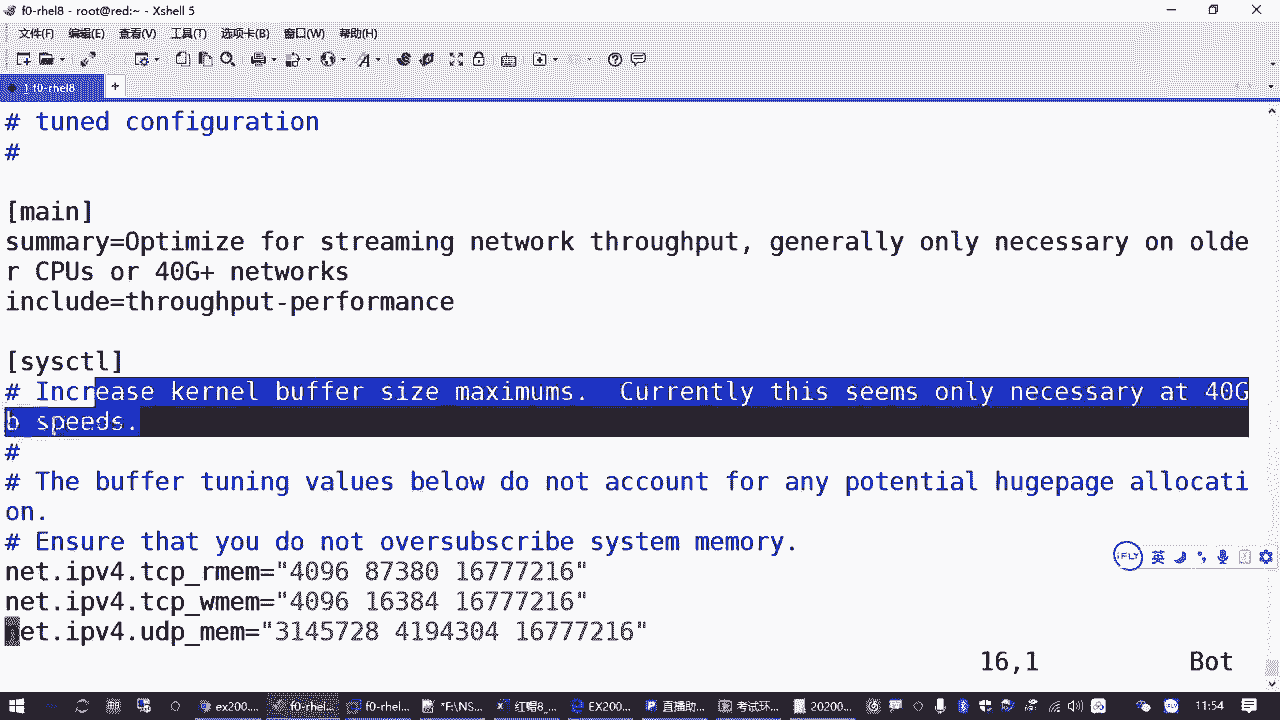 f0-rhel8 - root@red:~ - Xshell 5
文件(F) 编辑(E) 查看(V) 工具(T) 选项卡(B) 窗口(W) 帮助(H)
1 f0-rhel8 +
# tuned configuration
#
[main]
summary=Optimize for streaming network throughput, generally only necessary on olde
r CPUs or 40G+ networks
include=throughput-performance
[sysctl]
# Increase kernel buffer size maximums.  Currently this seems only necessary at 40G
b speeds.
#
# The buffer tuning values below do not account for any potential hugepage allocati
on.
# Ensure that you do not oversubscribe system memory.
net.ipv4.tcp_rmem="4096 87380 16777216"
net.ipv4.tcp_wmem="4096 16384 16777216"
net.ipv4.udp_mem="3145728 4194304 16777216"
16,1 Bot
iFLY 英
ex200... f0-rhel... f0-rhel... *F:\NS... 红帽8_... EX200... 直播助... 考试环... 20200... 11:54